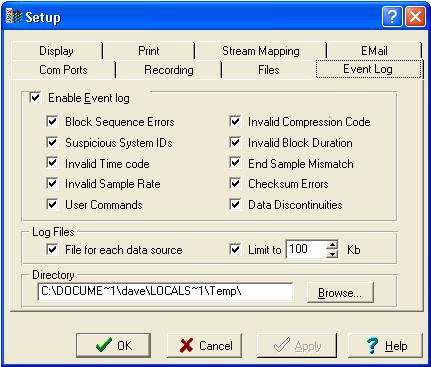 Setup
Display Print Stream Mapping EMail
Com Ports Recording Files Event Log
Enable Event log
Block Sequence Errors Invalid Compression Code
Suspicious System IDs Invalid Block Duration
Invalid Time code End Sample Mismatch
Invalid Sample Rate Checksum Errors
User Commands Data Discontinuities
Log Files
File for each data source Limit to 100 Kb
Directory
C:\DOCUME~1\dave\LOCALS~1\Temp\ Browse...
OK Cancel Apply ? Help